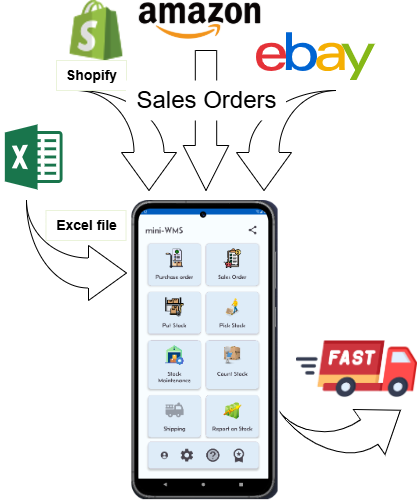 amazon
Shopify
ebay
Sales Orders
Excel file
mini-WMS
Purchase order
Sales Order
Put Stock
Pick Stock
Stock
Maintenance
Count Stock
Shipping
Report on Stock
FAST